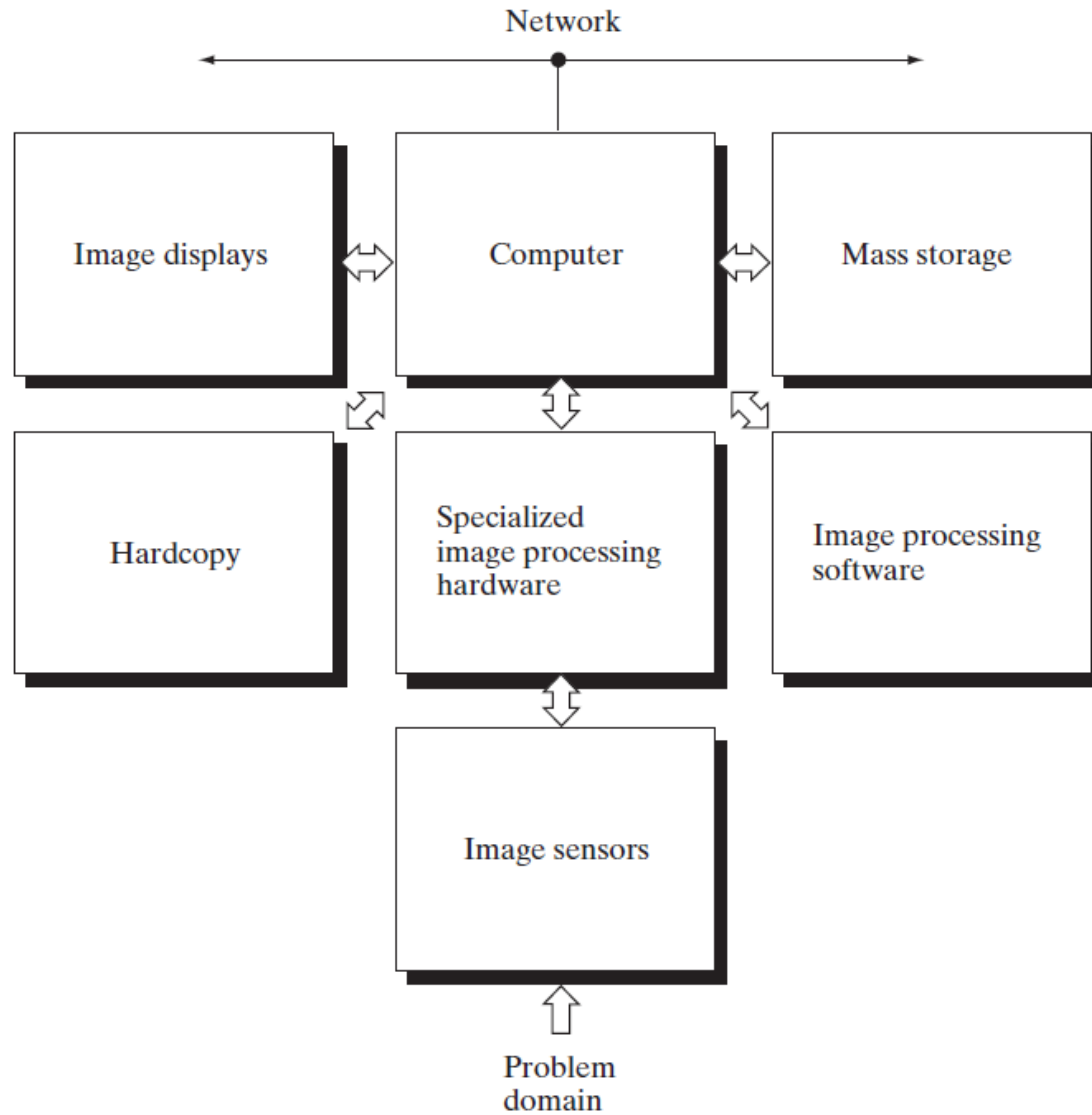 Network
Image displays
Computer
Mass storage
Hardcopy
Specialized
image processing
hardware
Image processing
software
Image sensors
Problem
domain